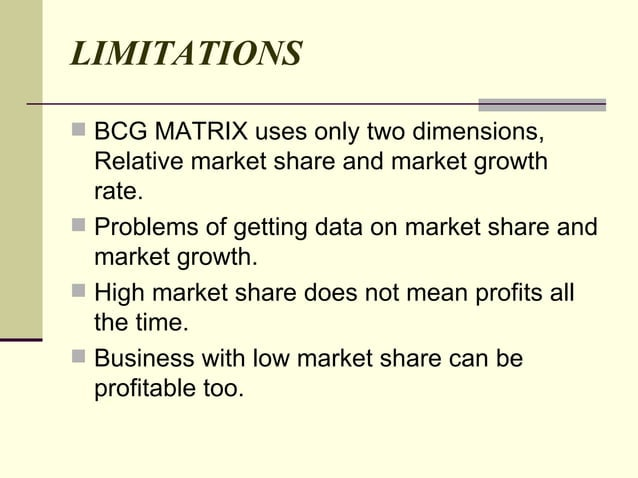 LIMITATIONS
BCG MATRIX uses only two dimensions,
Relative market share and market growth
rate.
Problems of getting data on market share and
market growth.
High market share does not mean profits all
the time.
Business with low market share can be
profitable too.